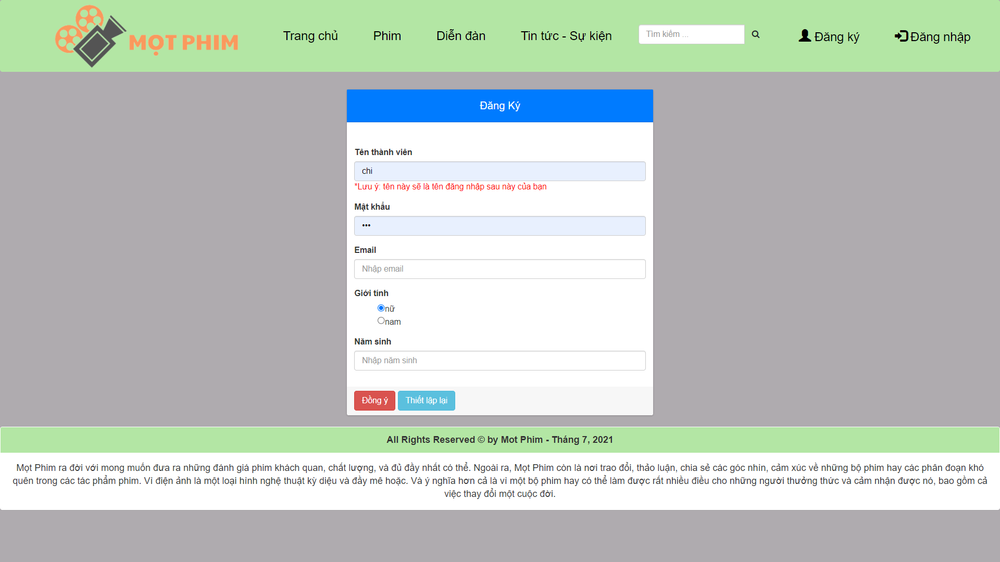 MỌT PHIM
Trang chủ
Phim
Diễn đàn
Tin tức - Sự kiện
Tìm kiếm ...
Đăng ký
Đăng nhập
Đăng Ký
Tên thành viên
chi
*Lưu ý: tên này sẽ là tên đăng nhập sau này của bạn
Mật khẩu
•••
Email
Nhập email
Giới tính
nữ
nam
Năm sinh
Nhập năm sinh
Đồng ý
Thiết lập lại
All Rights Reserved © by Mot Phim - Tháng 7, 2021
Mọt Phim ra đời với mong muốn đưa ra những đánh giá phim khách quan, chất lượng, và đủ đầy nhất có thể. Ngoài ra, Mọt Phim còn là nơi trao đổi, thảo luận, chia sẻ các góc nhìn, cảm xúc về những bộ phim hay các phân đoạn khó
quên trong các tác phẩm phim. Vì điện ảnh là một loại hình nghệ thuật kỳ diệu và đầy mê hoặc. Và ý nghĩa hơn cả là vì một bộ phim hay có thể làm được rất nhiều điều cho những người thưởng thức và cảm nhận được nó, bao gồm cả
việc thay đổi một cuộc đời.